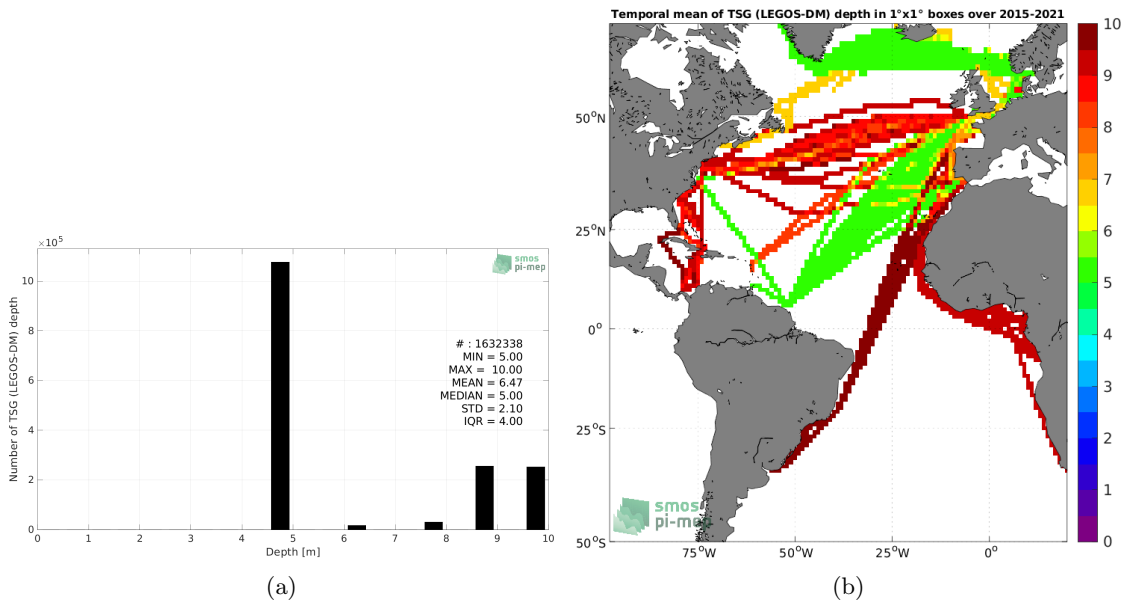 ×10⁵
10
8
6
4
2
0
Number of TSG (LEGOS-DM) depth
smos
pi-mep
# : 1632338
MIN = 5.00
MAX = 10.00
MEAN = 6.47
MEDIAN = 5.00
STD = 2.10
IQR = 4.00
0 1 2 3 4 5 6 7 8 9 10
Depth [m]
(a)
Temporal mean of TSG (LEGOS-DM) depth in 1°x1° boxes over 2015-2021
50°N
25°N
0°
25°S
50°S
75°W 50°W 25°W 0°
smos
pi-mep
10
9
8
7
6
5
4
3
2
1
0
(b)